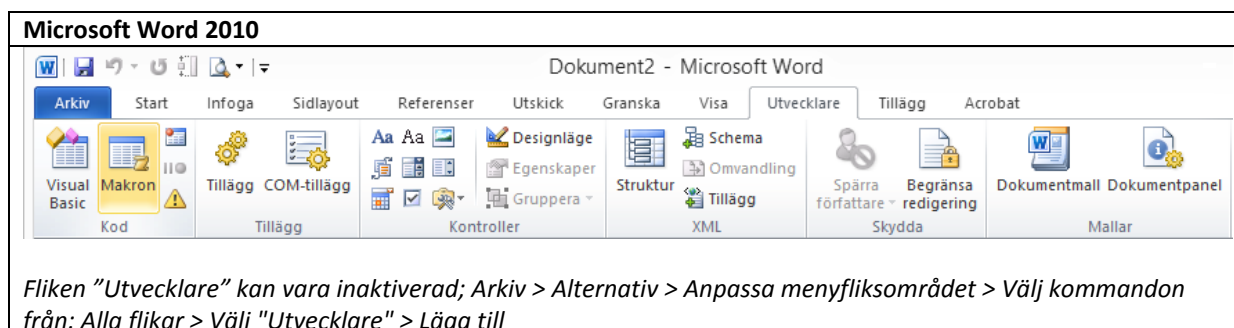 Microsoft Word 2010
Dokument2 - Microsoft Word
Arkiv Start Infoga Sidlayout Referenser Utskick Granska Visa Utvecklare Tillägg Acrobat
Aa Aa Designläge Schema
Egenskaper Omvandling
Visual Basic Makron Tillägg COM-tillägg Gruppera Struktur Tillägg Spärra författare Begränsa redigering Dokumentmall Dokumentpanel
Kod Tillägg Kontroller XML Skydda Mallar
Fliken ”Utvecklare” kan vara inaktiverad; Arkiv > Alternativ > Anpassa menyfliksområdet > Välj kommandon
från: Alla flikar > Välj "Utvecklare" > Lägg till